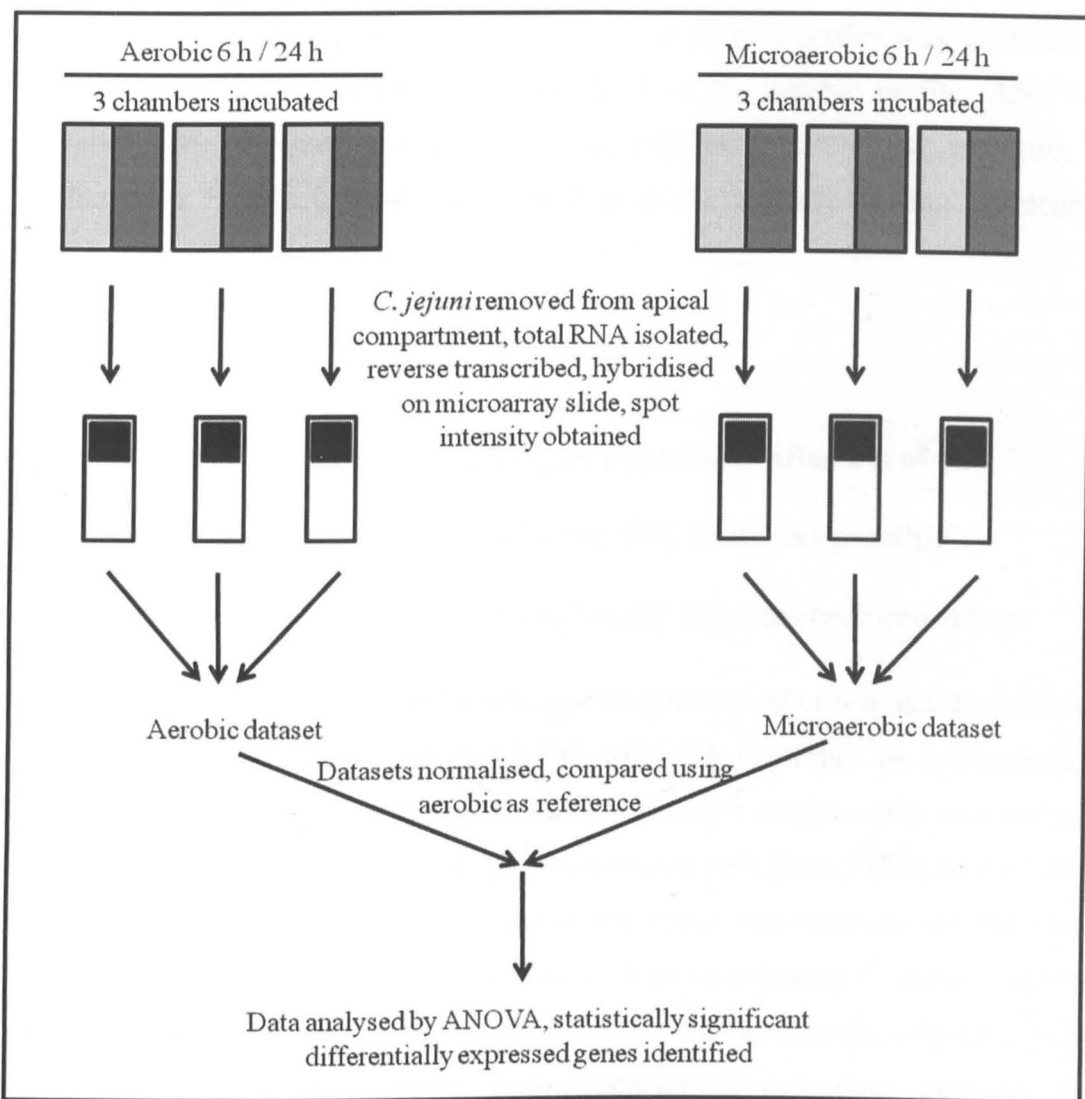 Aerobic 6 h / 24 h
3 chambers incubated
Microaerobic 6 h / 24 h
3 chambers incubated
C. jejuni removed from apical
compartment, total RNA isolated,
reverse transcribed, hybridised
on microarray slide, spot
intensity obtained
Aerobic dataset
Microaerobic dataset
Datasets normalised, compared using
aerobic as reference
Data analysed by ANOVA, statistically significant
differentially expressed genes identified